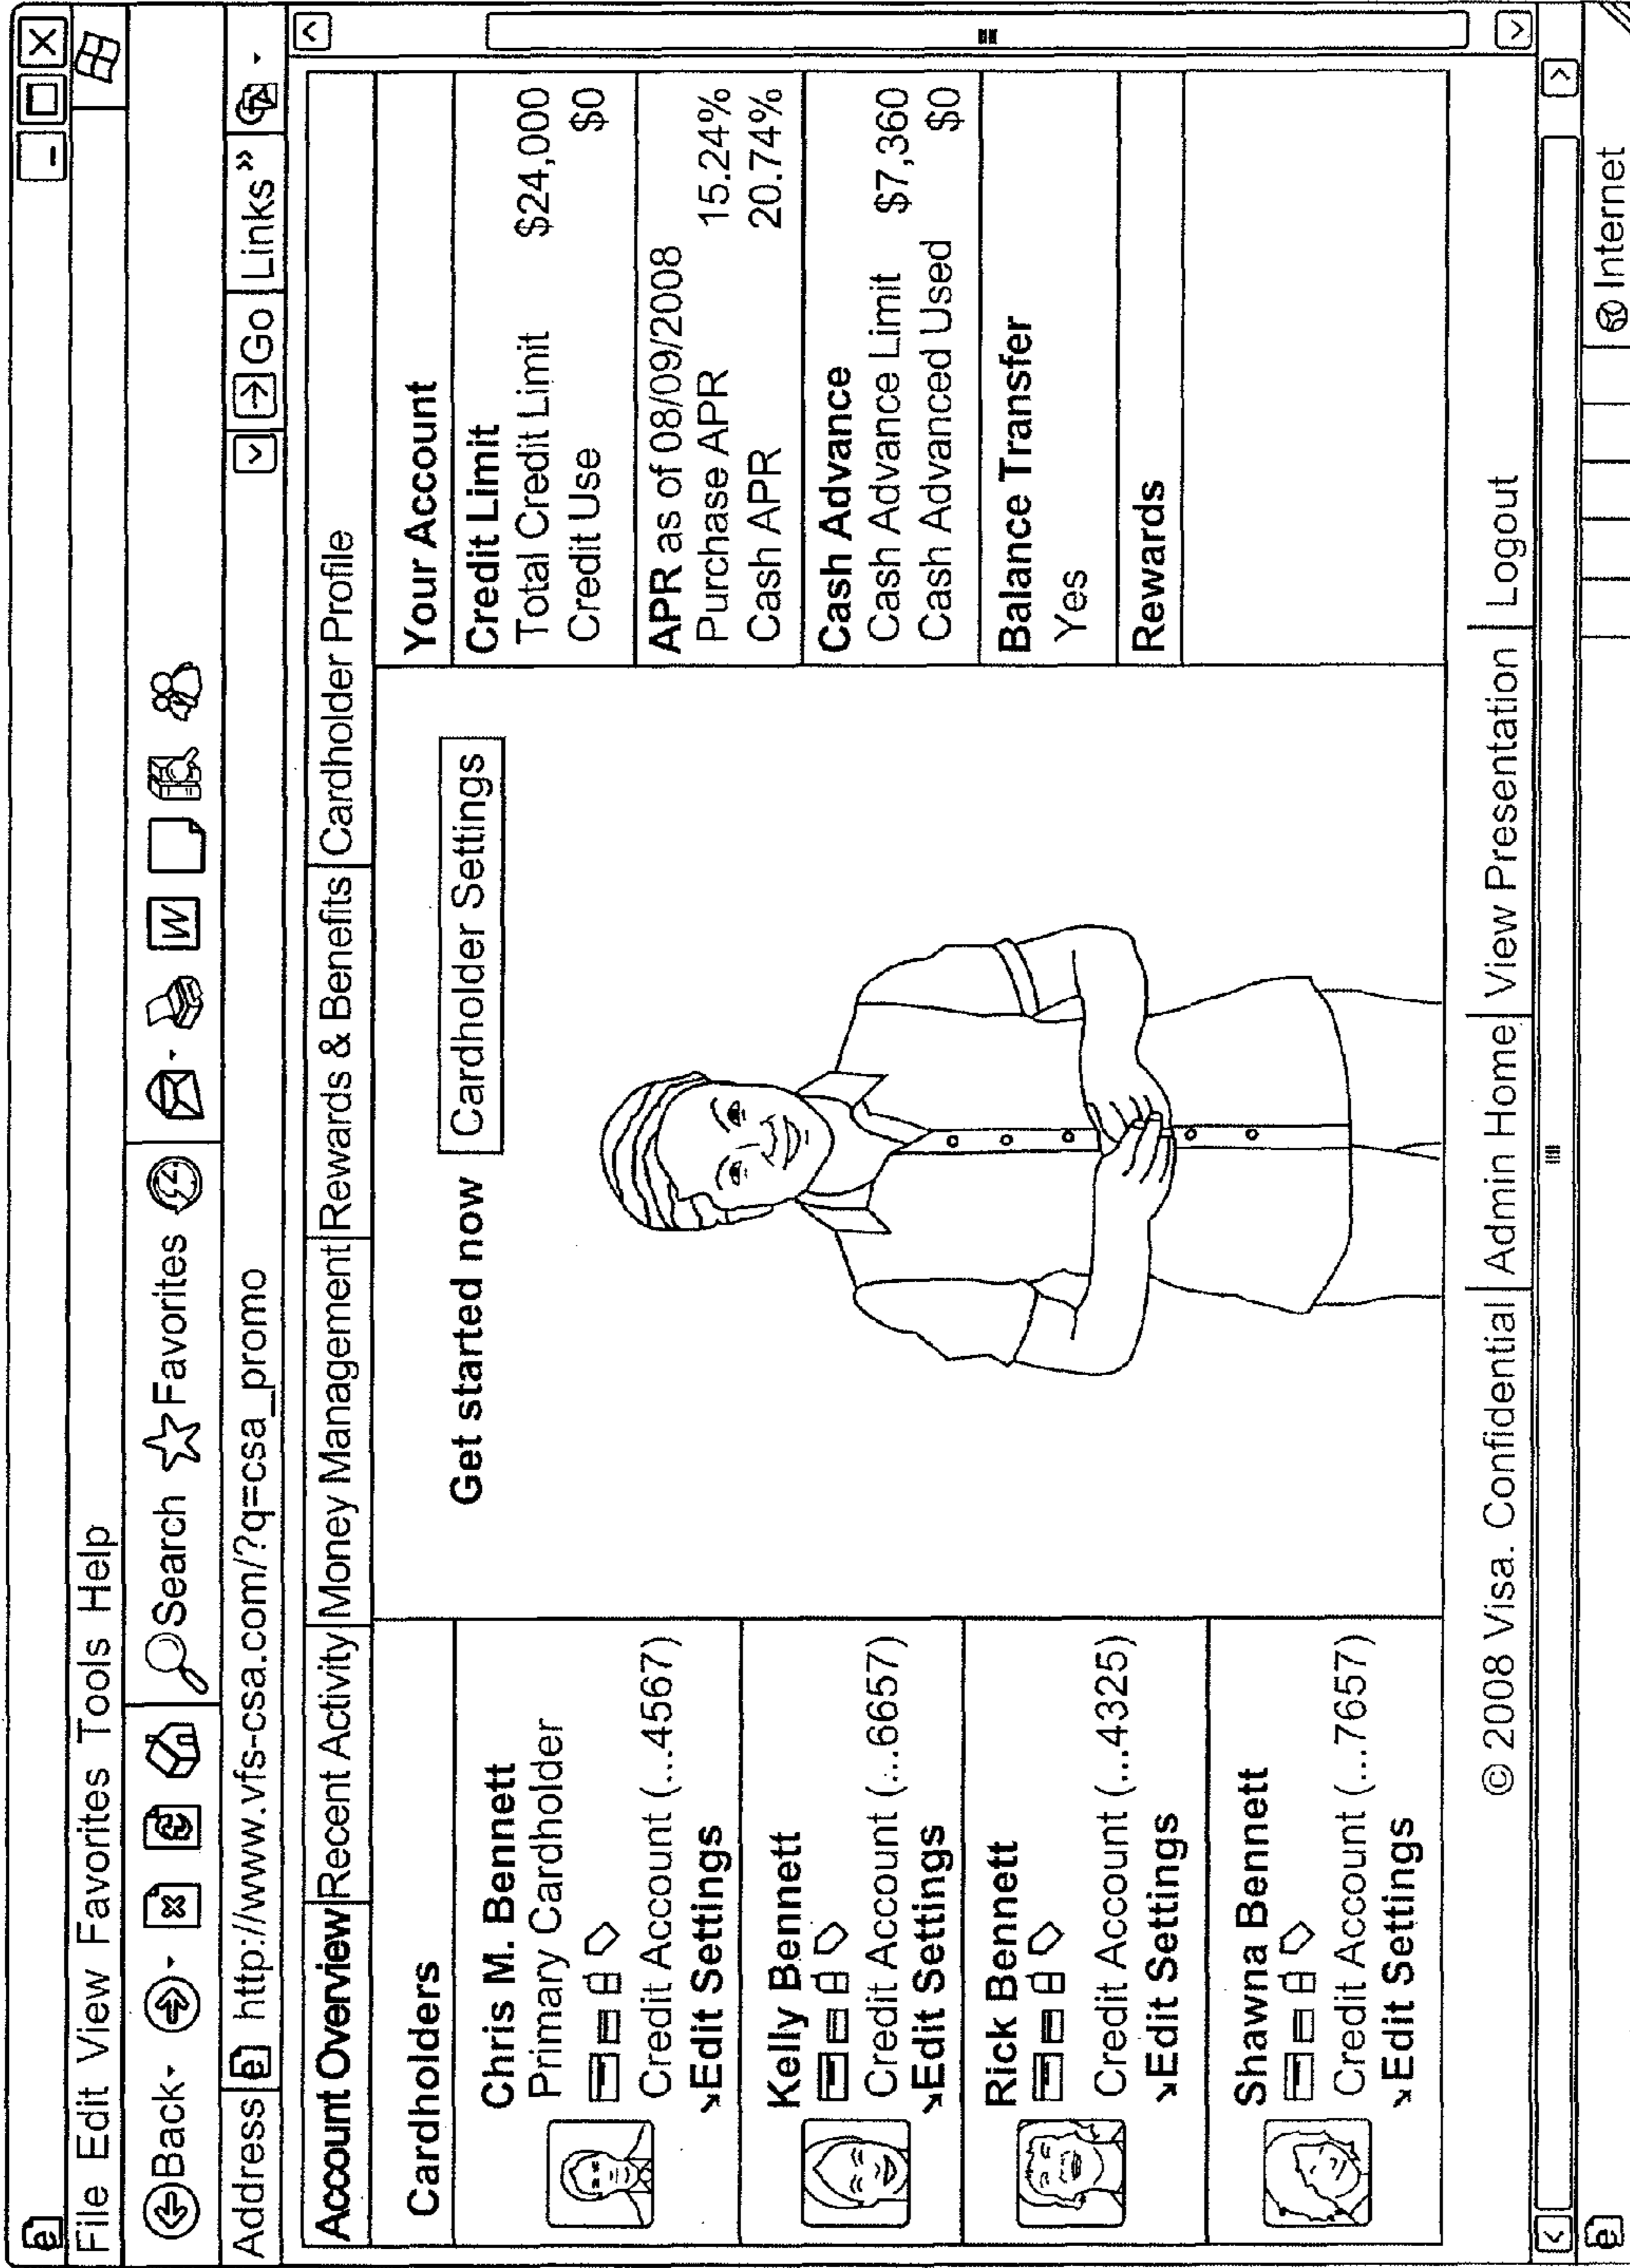 File Edit View Favorites Tools Help
Back Search Favorites W
Address http://www.vfs-csa.com/?q=csa_promo Go Links »
Account Overview Recent Activity Money Management Rewards & Benefits Cardholder Profile
Cardholders
Chris M. Bennett
Primary Cardholder
Credit Account (...4567)
Edit Settings
Kelly Bennett
Credit Account (...6657)
Edit Settings
Rick Bennett
Credit Account (...4325)
Edit Settings
Shawna Bennett
Credit Account (...7657)
Edit Settings
Get started now Cardholder Settings
Your Account
Credit Limit
Total Credit Limit $24,000
Credit Use $0
APR as of 08/09/2008
Purchase APR 15.24%
Cash APR 20.74%
Cash Advance
Cash Advance Limit $7,360
Cash Advanced Used $0
Balance Transfer
Yes
Rewards
© 2008 Visa. Confidential Admin Home View Presentation Logout
Internet